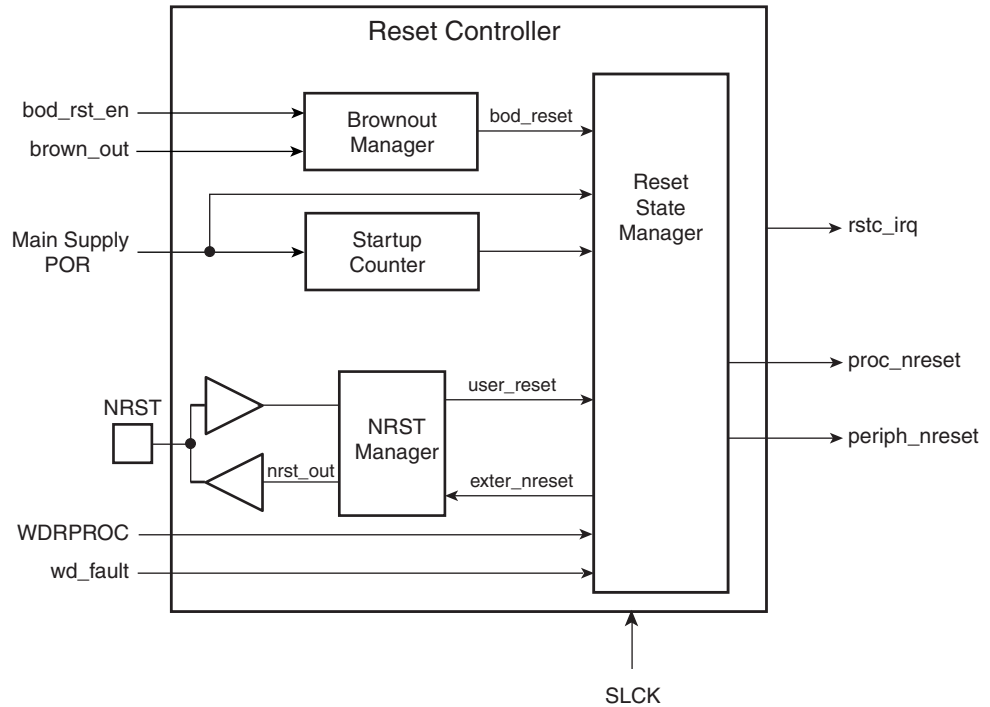 Reset Controller
bod_rst_en
brown_out
Brownout
Manager
bod_reset
Main Supply
POR
Startup
Counter
Reset
State
Manager
rstc_irq
proc_nreset
periph_nreset
NRST
NRST
Manager
user_reset
nrst_out
exter_nreset
WDRPROC
wd_fault
SLCK